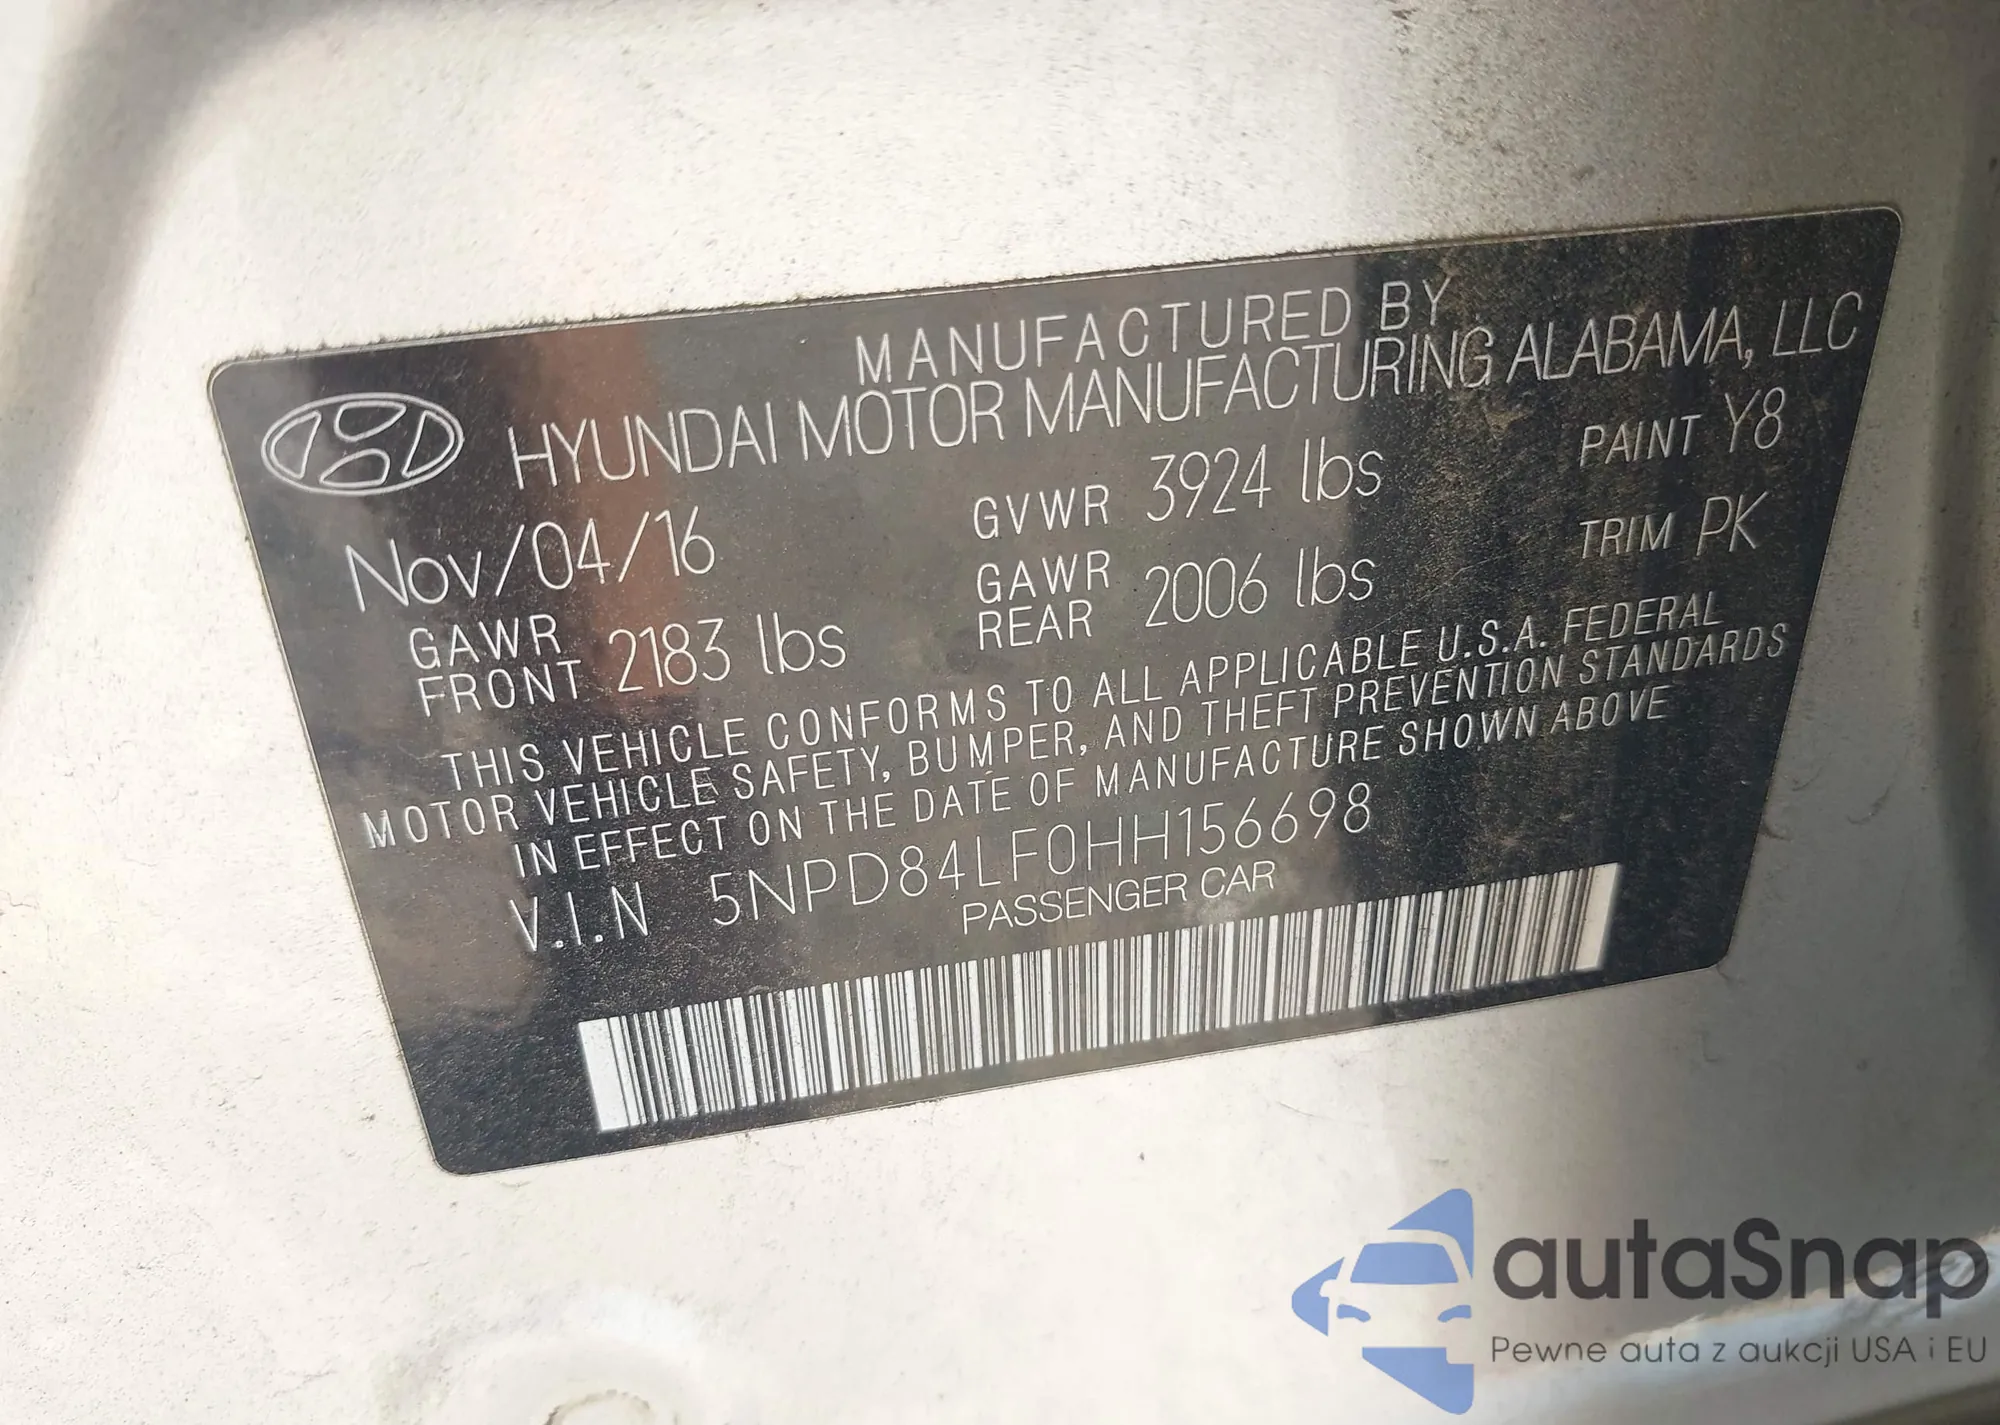 MANUFACTURED BY
HYUNDAI MOTOR MANUFACTURING ALABAMA, LLC
Nov/04/16 GVWR 3924 lbs PAINT Y8
GAWR FRONT 2183 lbs GAWR REAR 2006 lbs TRIM PK
THIS VEHICLE CONFORMS TO ALL APPLICABLE U.S.A. FEDERAL
MOTOR VEHICLE SAFETY, BUMPER, AND THEFT PREVENTION STANDARDS
IN EFFECT ON THE DATE OF MANUFACTURE SHOWN ABOVE
V.I.N 5NPD84LF0HH156698
PASSENGER CAR
autaSnap
Pewne auta z aukcji USA i EU